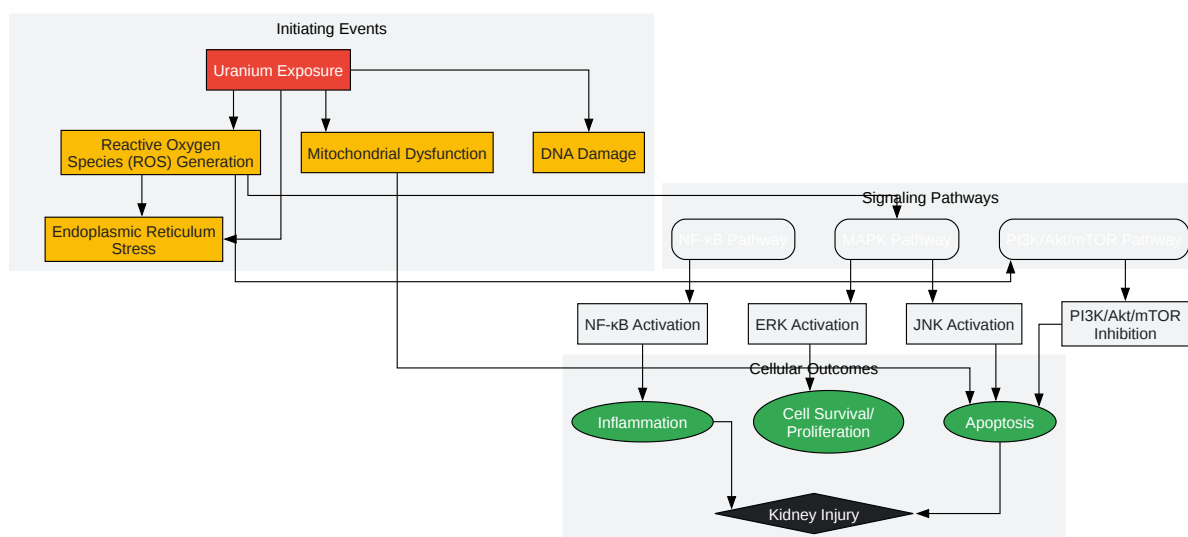 Initiating Events
Uranium Exposure
Reactive Oxygen
Species (ROS) Generation
Mitochondrial Dysfunction
DNA Damage
Endoplasmic Reticulum
Stress
Signaling Pathways
NF-κB Pathway
MAPK Pathway
PI3K/Akt/mTOR Pathway
NF-κB Activation
ERK Activation
JNK Activation
PI3K/Akt/mTOR
Inhibition
Cellular Outcomes
Inflammation
Cell Survival/
Proliferation
Apoptosis
Kidney Injury